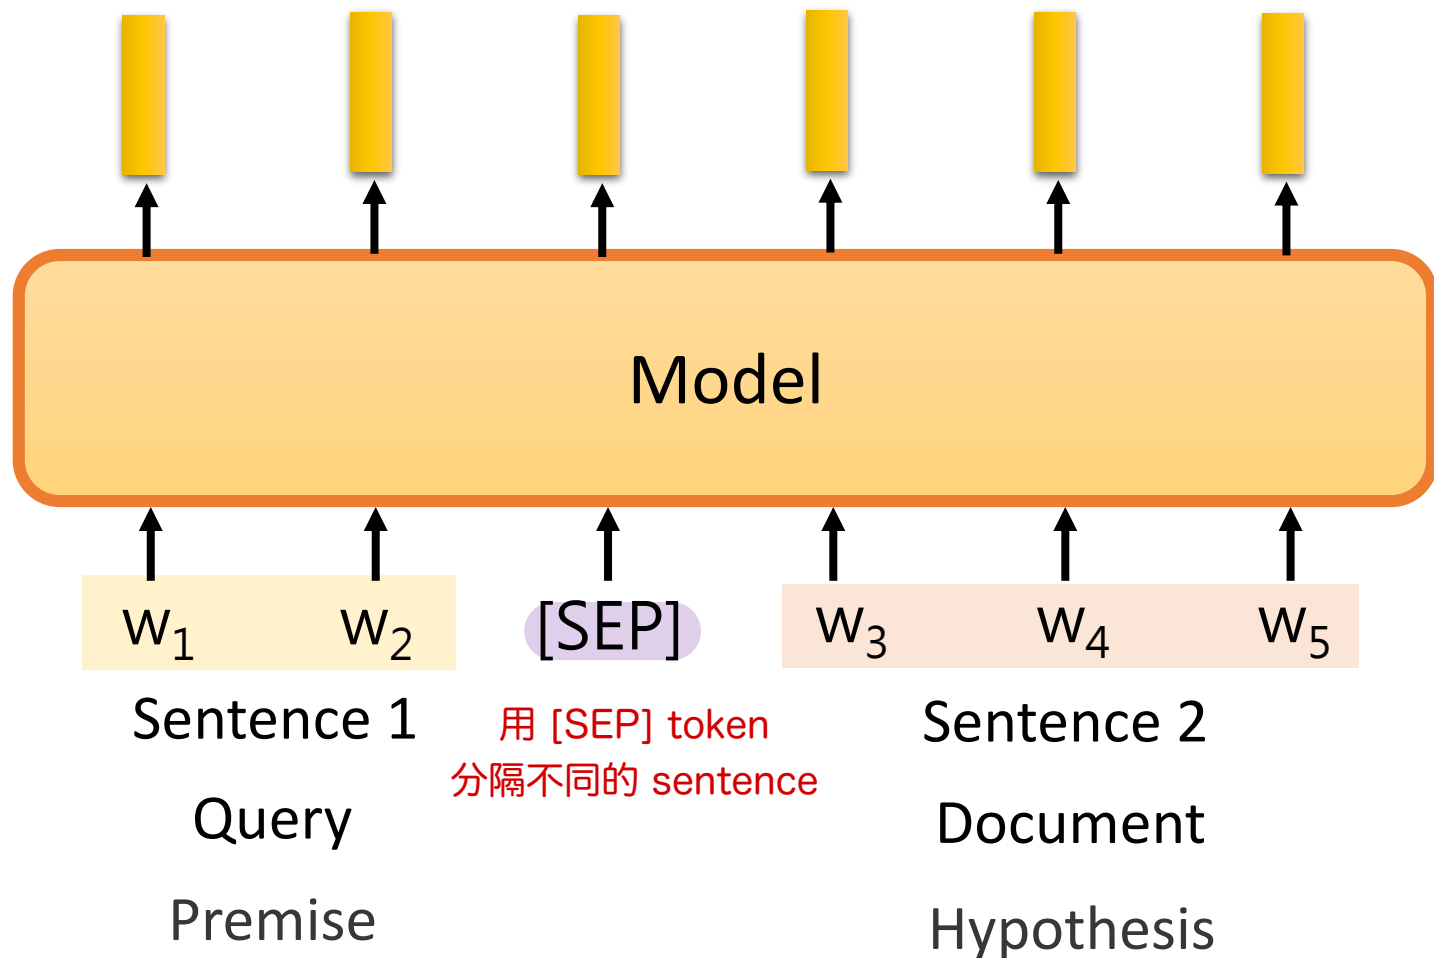 Model
w₁ w₂ [SEP] w₃ w₄ w₅
Sentence 1
用 [SEP] token
分隔不同的 sentence
Sentence 2
Query
Document
Premise
Hypothesis